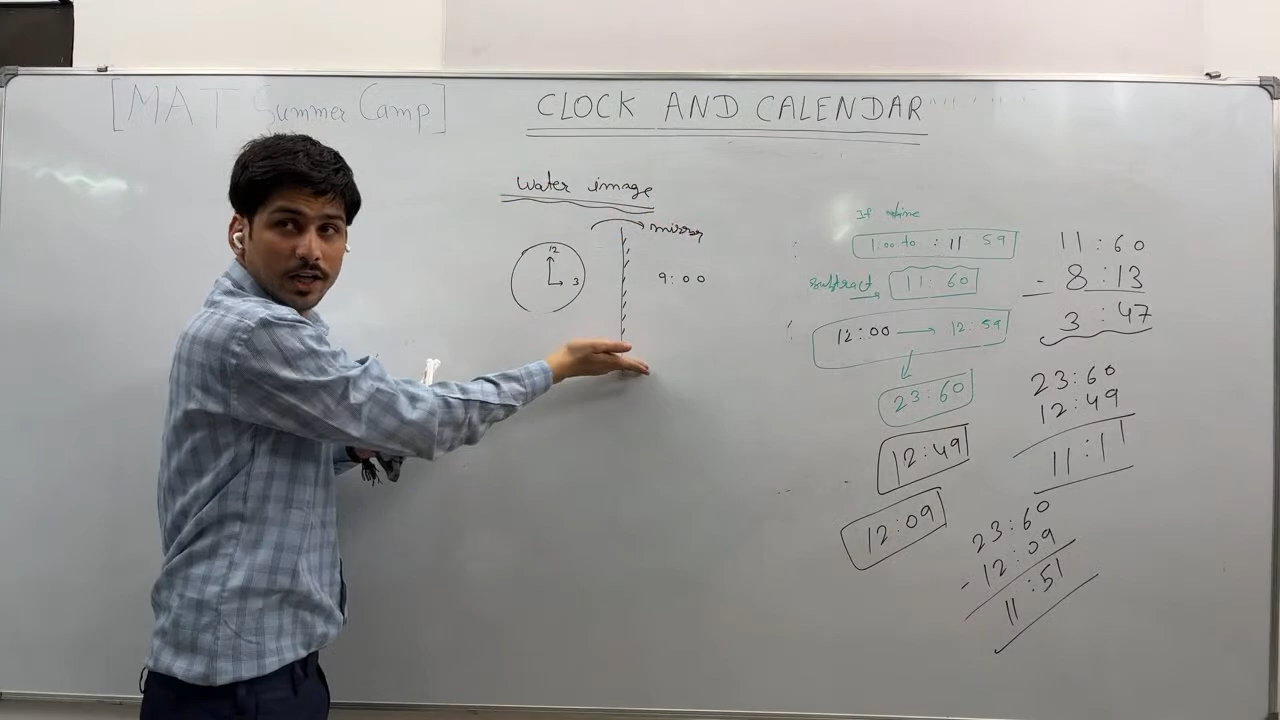 [MAT Summer Camp]
CLOCK AND CALENDAR
Water image
mirror
12
3
9:00
If time
1:00 to : 11 59
subtract 11:60
12:00 → 12:59
23:60
12:49
12:09
11:60
- 8:13
3:47
23:60
12:49
11:11
23:60
- 12:09
11:51